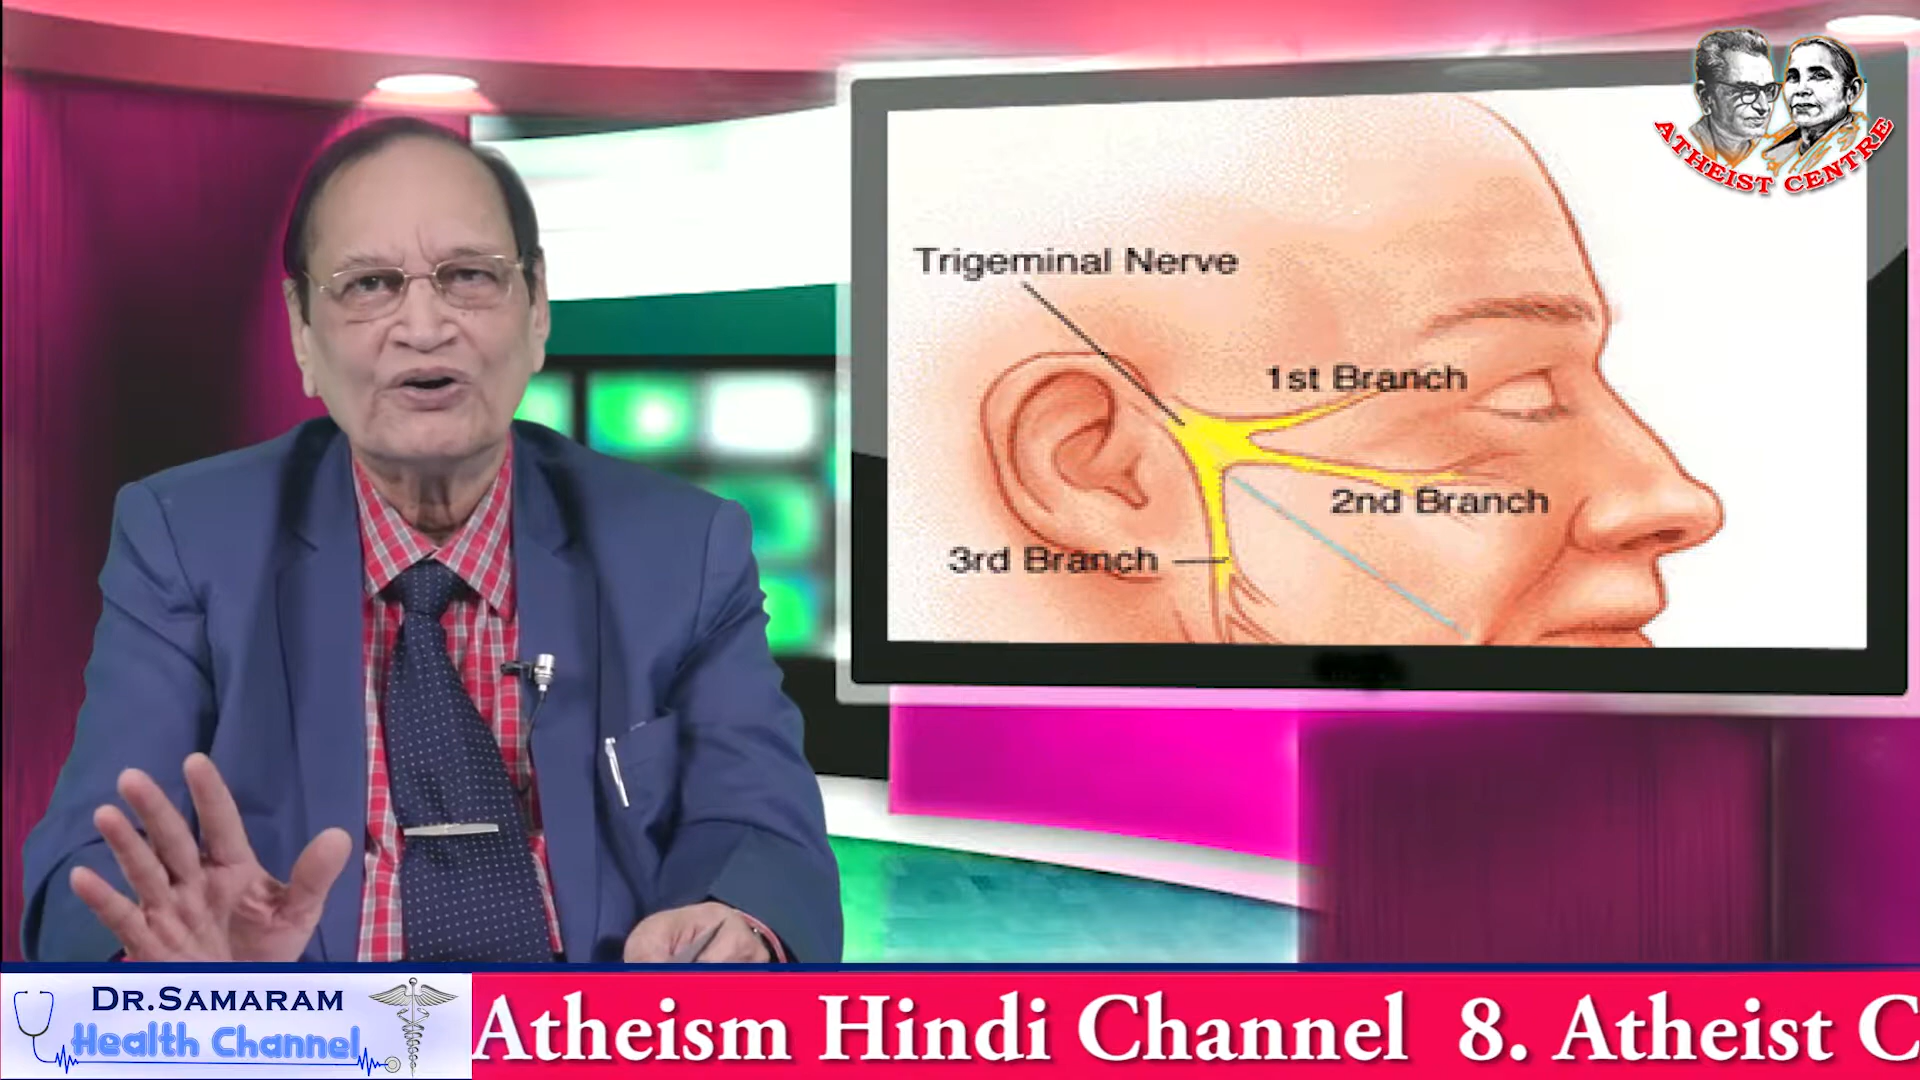 ATHEIST CENTRE
Trigeminal Nerve
1st Branch
2nd Branch
3rd Branch
DR.SAMARAM
Health Channel
Atheism Hindi Channel 8. Atheist C